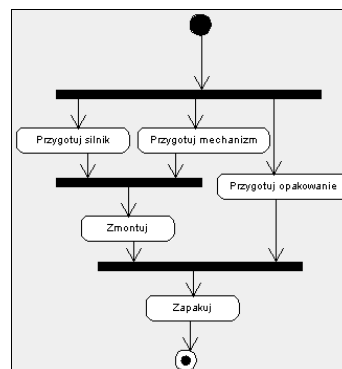 Przygotuj silnik
Przygotuj mechanizm
Przygotuj opakowanie
Zmontuj
Zapakuj